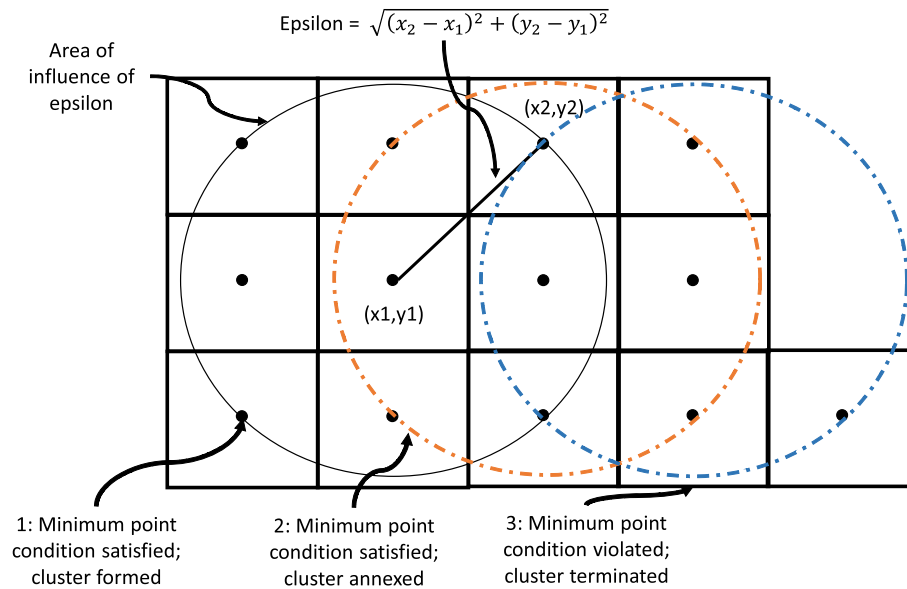 Epsilon = √(x₂ − x₁)² + (y₂ − y₁)²
Area of
influence of
epsilon
(x2,y2)
(x1,y1)
1: Minimum point
condition satisfied;
cluster formed
2: Minimum point
condition satisfied;
cluster annexed
3: Minimum point
condition violated;
cluster terminated